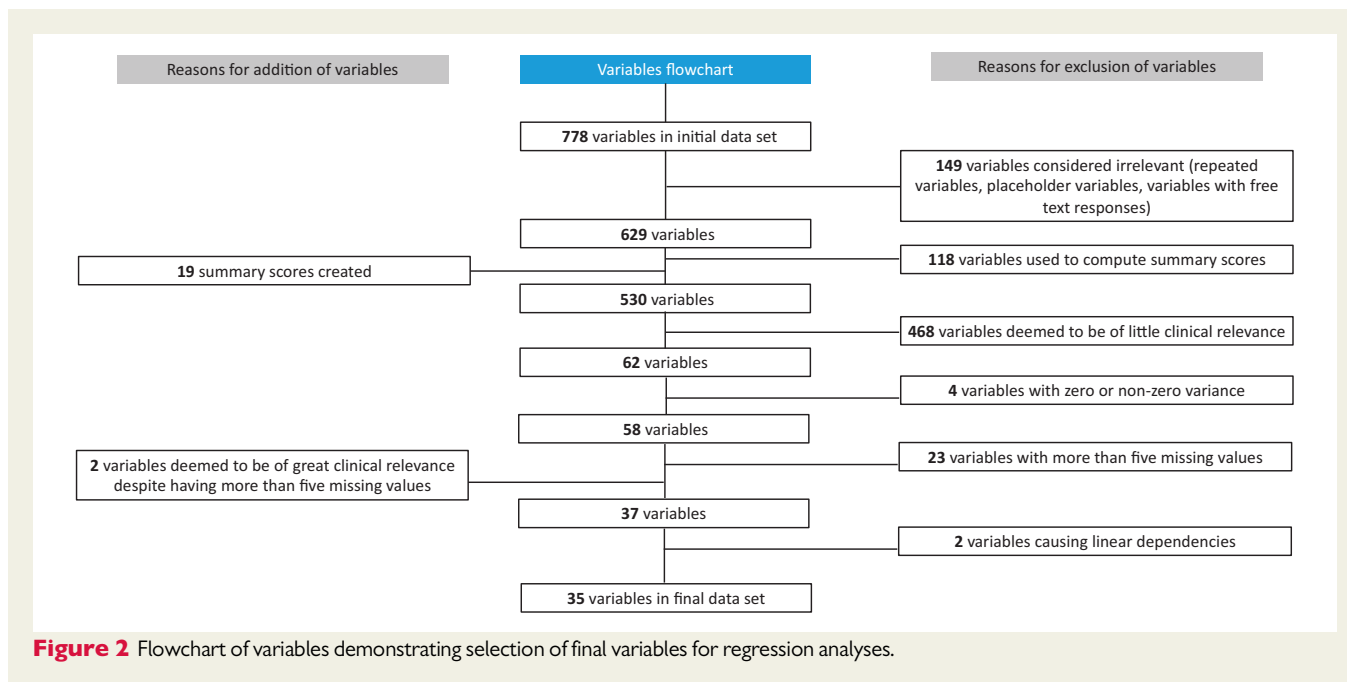 Reasons for addition of variables
Variables flowchart
Reasons for exclusion of variables
778 variables in initial data set
149 variables considered irrelevant (repeated
variables, placeholder variables, variables with free
text responses)
629 variables
118 variables used to compute summary scores
19 summary scores created
530 variables
468 variables deemed to be of little clinical relevance
62 variables
4 variables with zero or non-zero variance
58 variables
23 variables with more than five missing values
2 variables deemed to be of great clinical relevance
despite having more than five missing values
37 variables
2 variables causing linear dependencies
35 variables in final data set
Figure 2 Flowchart of variables demonstrating selection of final variables for regression analyses.